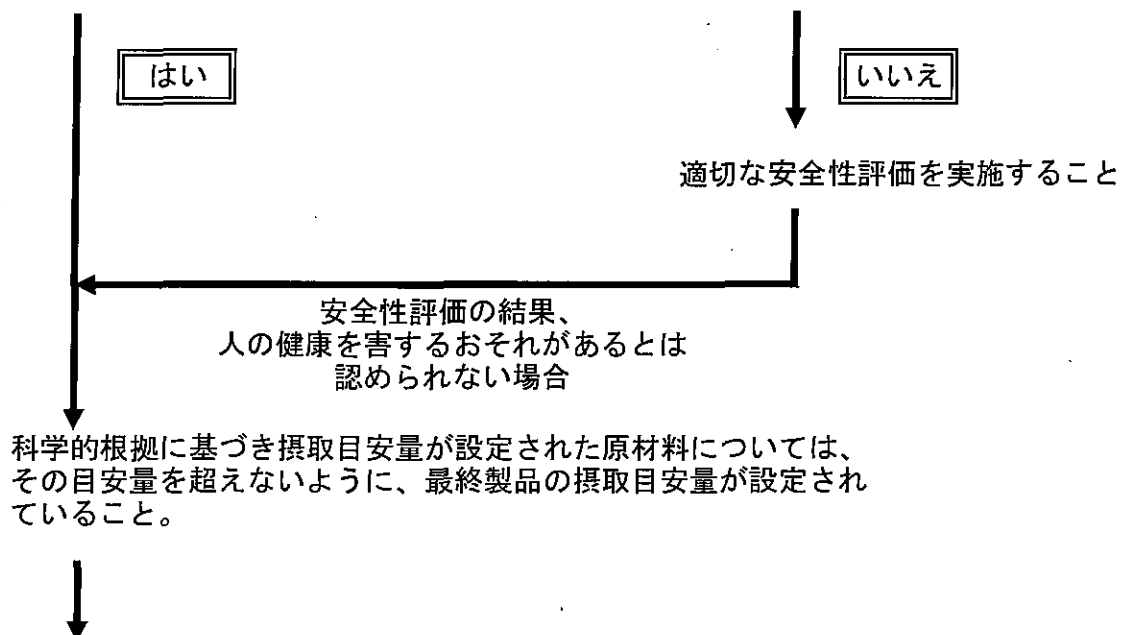 はい
いいえ
適切な安全性評価を実施すること
安全性評価の結果、
人の健康を害するおそれがあるとは
認められない場合
科学的根拠に基づき摂取目安量が設定された原材料については、
その目安量を超えないように、最終製品の摂取目安量が設定され
ていること。